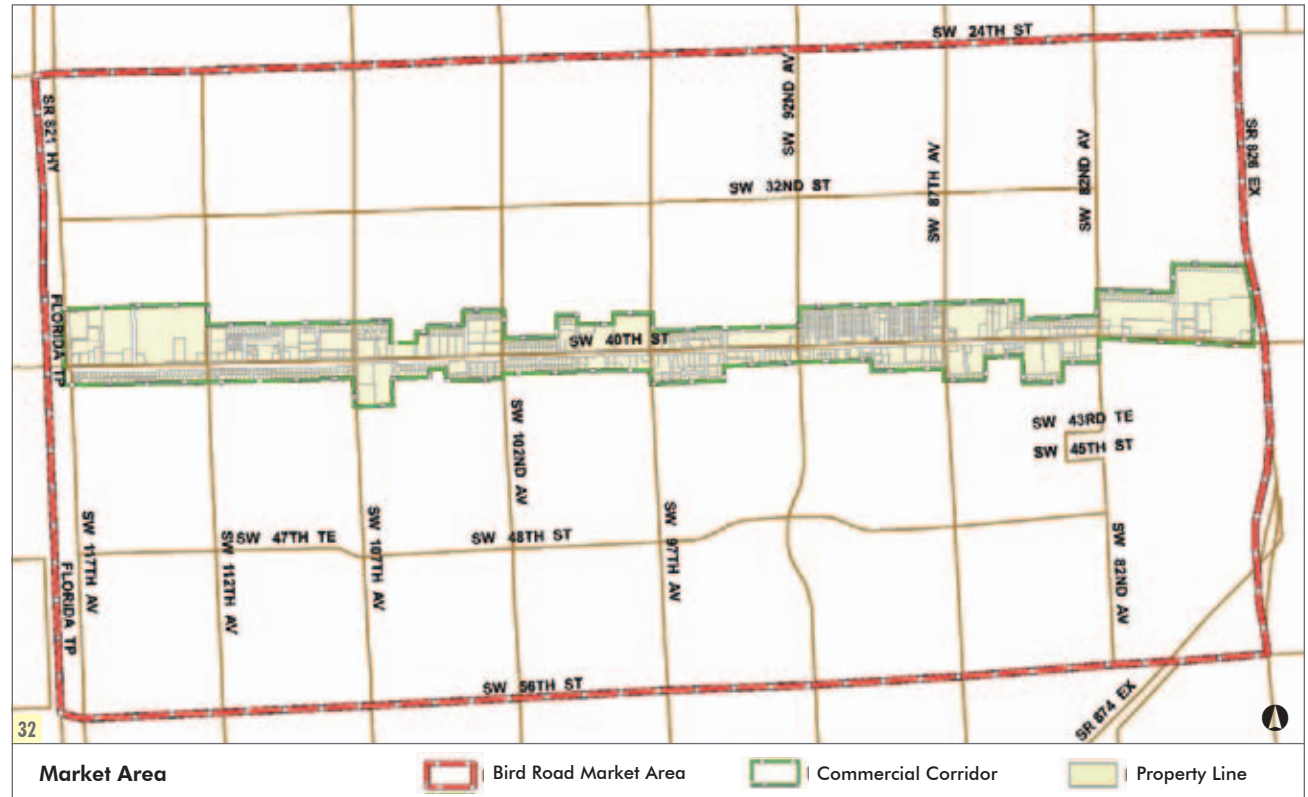 SW 24TH ST
SR 821 HY
SW 92ND AV
SW 87TH AV
SW 82ND AV
SR 826 EX
SW 32ND ST
FLORIDA TP
SW 40TH ST
SW 102ND AV
SW 43RD TE
SW 45TH ST
SW 117TH AV
SW 112TH AV
SW 47TH TE
SW 107TH AV
SW 48TH ST
SW 97TH AV
SW 82ND AV
FLORIDA TP
SW 56TH ST
SR 874 EX
32
Market Area
Bird Road Market Area
Commercial Corridor
Property Line